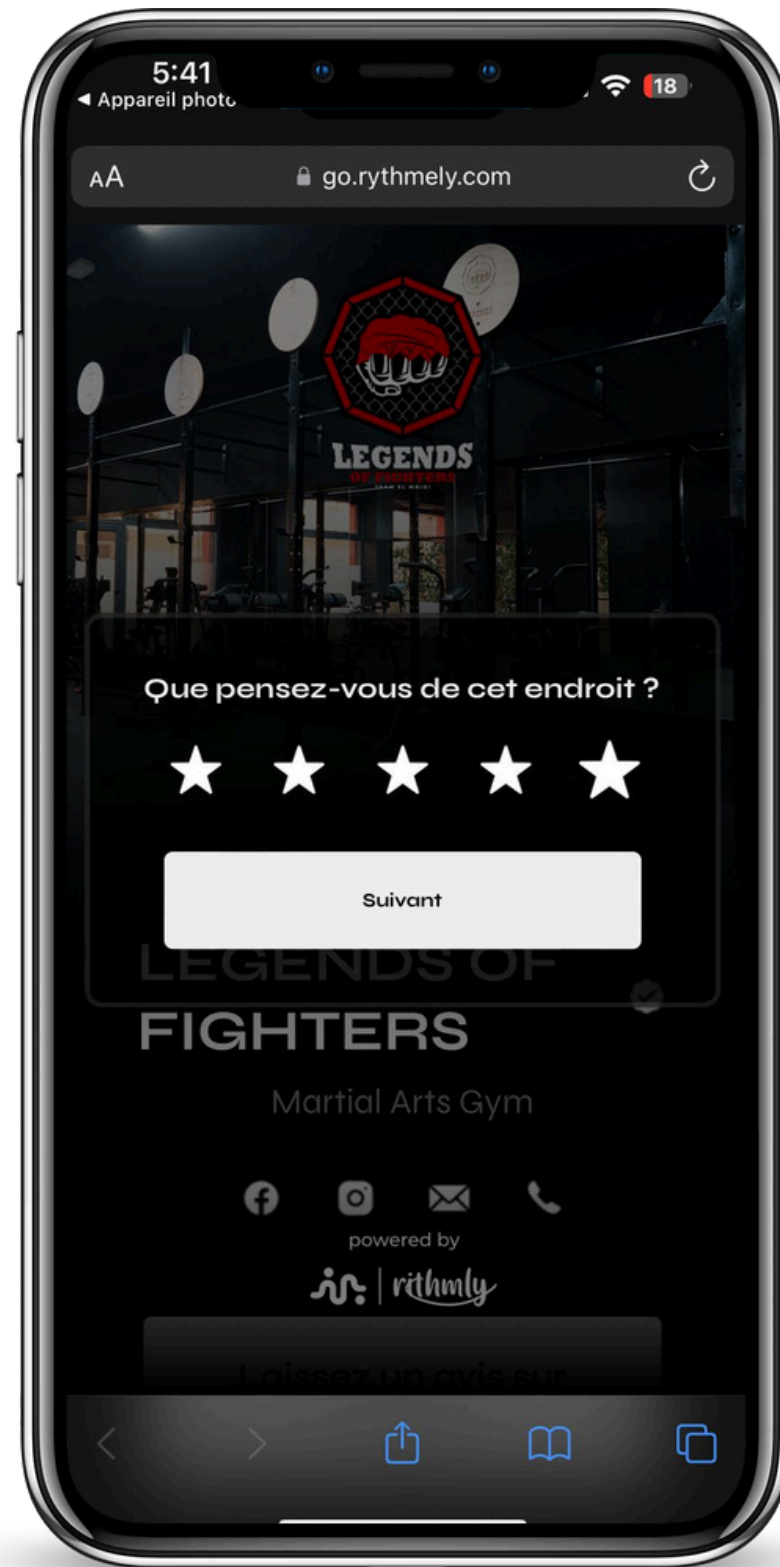 5:41
18
◀ Appareil photo
AA
go.rythmely.com
LEGENDS
OF FIGHTERS
Que pensez-vous de cet endroit ?
Suivant
LEGENDS OF
FIGHTERS
Martial Arts Gym
powered by
rithmly
Laissez un avis sur